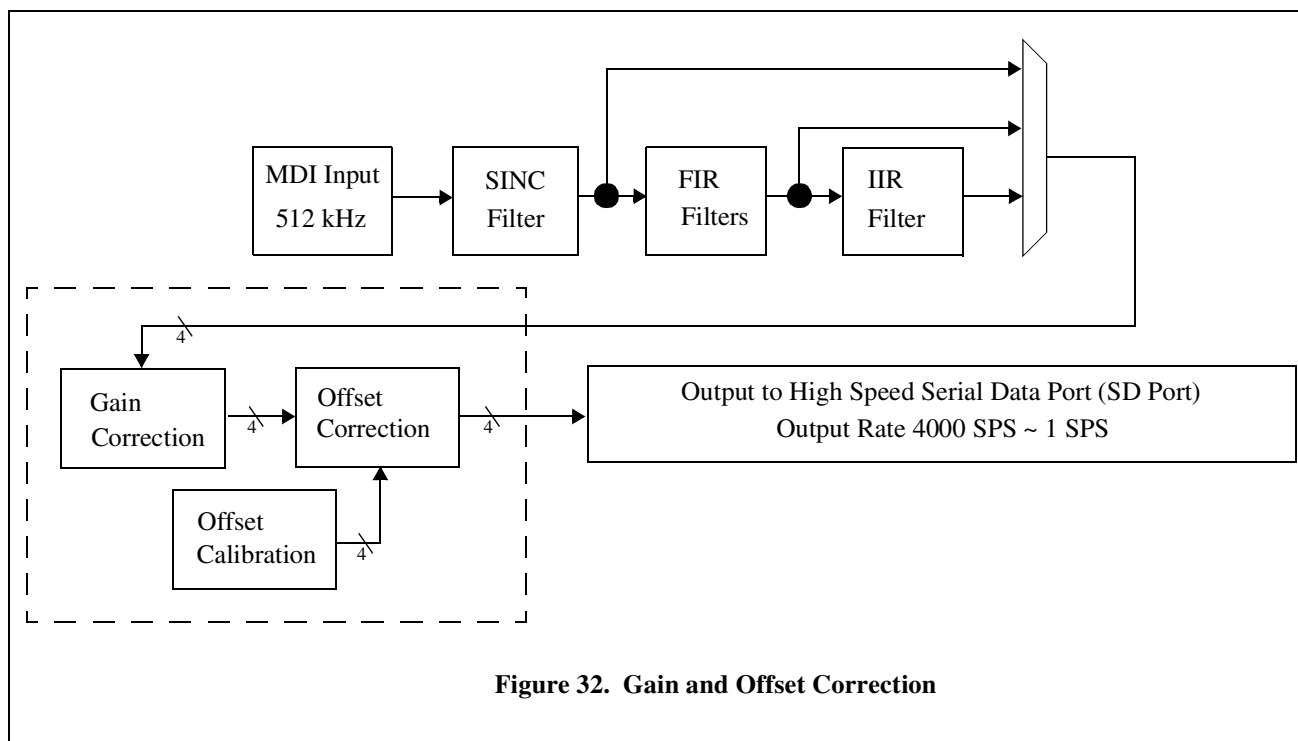 MDI Input
512 kHz
SINC
Filter
FIR
Filters
IIR
Filter
4
Gain
Correction
4
Offset
Correction
4
Output to High Speed Serial Data Port (SD Port)
Output Rate 4000 SPS ~ 1 SPS
Offset
Calibration
4
Figure 32. Gain and Offset Correction